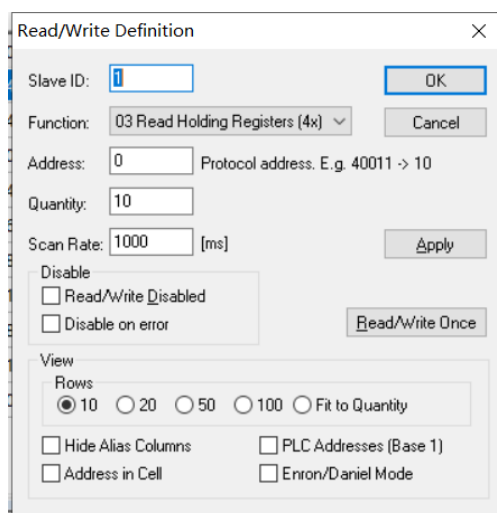 Read/Write Definition
Slave ID: 1 OK
Function: 03 Read Holding Registers (4x) Cancel
Address: 0 Protocol address. E.g. 40011 -> 10
Quantity: 10
Scan Rate: 1000 [ms] Apply
Disable
Read/Write Disabled
Disable on error
Read/Write Once
View
Rows
10 20 50 100 Fit to Quantity
Hide Alias Columns PLC Addresses (Base 1)
Address in Cell Enron/Daniel Mode